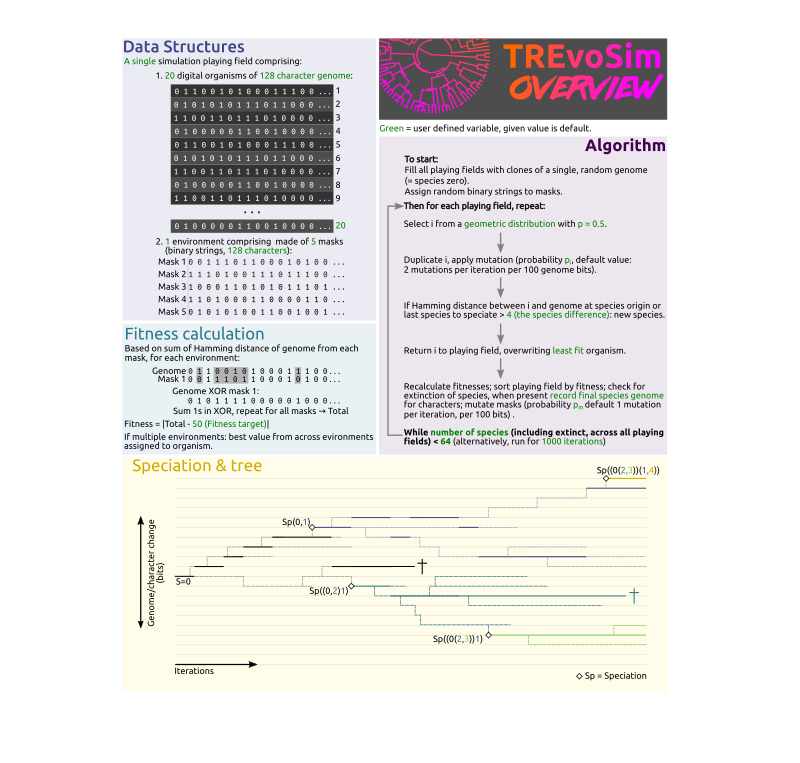 Data Structures
A single simulation playing field comprising:
1. 20 digital organisms of 128 character genome:
0 1 1 0 0 1 0 1 0 0 0 1 1 1 0 0 ... 1
0 1 0 1 0 1 0 1 1 1 0 1 1 0 0 0 ... 2
1 1 0 0 1 1 0 1 1 1 0 0 1 0 0 1 ... 3
0 1 0 0 0 0 0 1 1 0 0 1 0 0 0 0 ... 4
0 1 1 0 0 1 0 1 0 0 0 1 1 1 0 0 ... 5
0 1 0 1 0 1 0 1 1 1 0 1 1 0 0 0 ... 6
1 1 0 0 1 1 0 1 1 1 0 0 1 0 0 1 ... 7
0 1 0 0 0 0 0 1 1 0 0 1 0 0 0 0 ... 8
1 1 0 0 1 1 0 1 1 1 0 0 1 0 0 1 ... 9
...
0 1 0 0 0 0 0 1 1 0 0 1 0 0 0 0 ... 20
2. 1 environment comprising made of 5 masks
(binary strings, 128 characters):
Mask 1 0 0 1 1 1 0 1 1 0 0 0 1 0 1 0 0 ...
Mask 2 1 1 1 0 1 0 0 1 1 1 0 1 1 1 0 0 ...
Mask 3 1 0 0 0 1 1 0 1 0 1 1 1 0 1 ...
Mask 4 1 1 0 1 0 0 0 1 1 0 0 0 0 1 1 0 ...
Mask 5 0 1 0 1 0 1 0 0 1 1 0 0 1 0 0 1 ...
Fitness calculation
Based on sum of Hamming distance of genome from each
mask, for each environment:
Genome 0 1 1 0 0 1 0 1 0 0 0 1 1 1 0 0...
Mask 1 0 0 1 1 1 0 1 1 0 0 0 1 0 1 0 0...
Genome XOR mask 1:
0 1 0 1 1 1 1 0 0 0 0 0 1 0 0 0...
Sum 1s in XOR, repeat for all masks → Total
Fitness = |Total - 50 (Fitness target)|
If multiple environments: best value from across evironments
assigned to organism.
TREvoSim
OVERVIEW
Green = user defined variable, given value is default.
Algorithm
To start:
Fill all playing fields with clones of a single, random genome
(= species zero).
Assign random binary strings to masks.
Then for each playing field, repeat:
Select i from a geometric distribution with p = 0.5.
Duplicate i, apply mutation (probability pi, default value:
2 mutations per iteration per 100 genome bits).
If Hamming distance between i and genome at species origin or
last species to speciate > 4 (the species difference): new species.
Return i to playing field, overwriting least fit organism.
Recalculate fitnesses; sort playing field by fitness; check for
extinction of species, when present record final species genome
for characters; mutate masks (probability pm default 1 mutation
per iteration, per 100 bits) .
While number of species (including extinct, across all playing
fields) < 64 (alternatively, run for 1000 iterations)
Speciation & tree
Sp((0(2,3))(1,4))
Sp(0,1)
Genome/character change
(bits)
S=0
Sp((0,2)1)
Sp((0(2,3))1)
Iterations
◇ Sp = Speciation